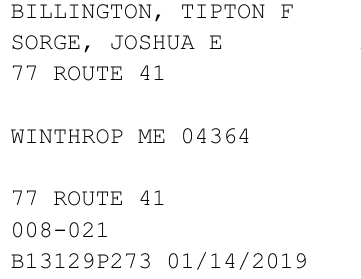 BILLINGTON, TIPTON F
SORGE, JOSHUA E
77 ROUTE 41
WINTHROP ME 04364
77 ROUTE 41
008-021
B13129P273 01/14/2019